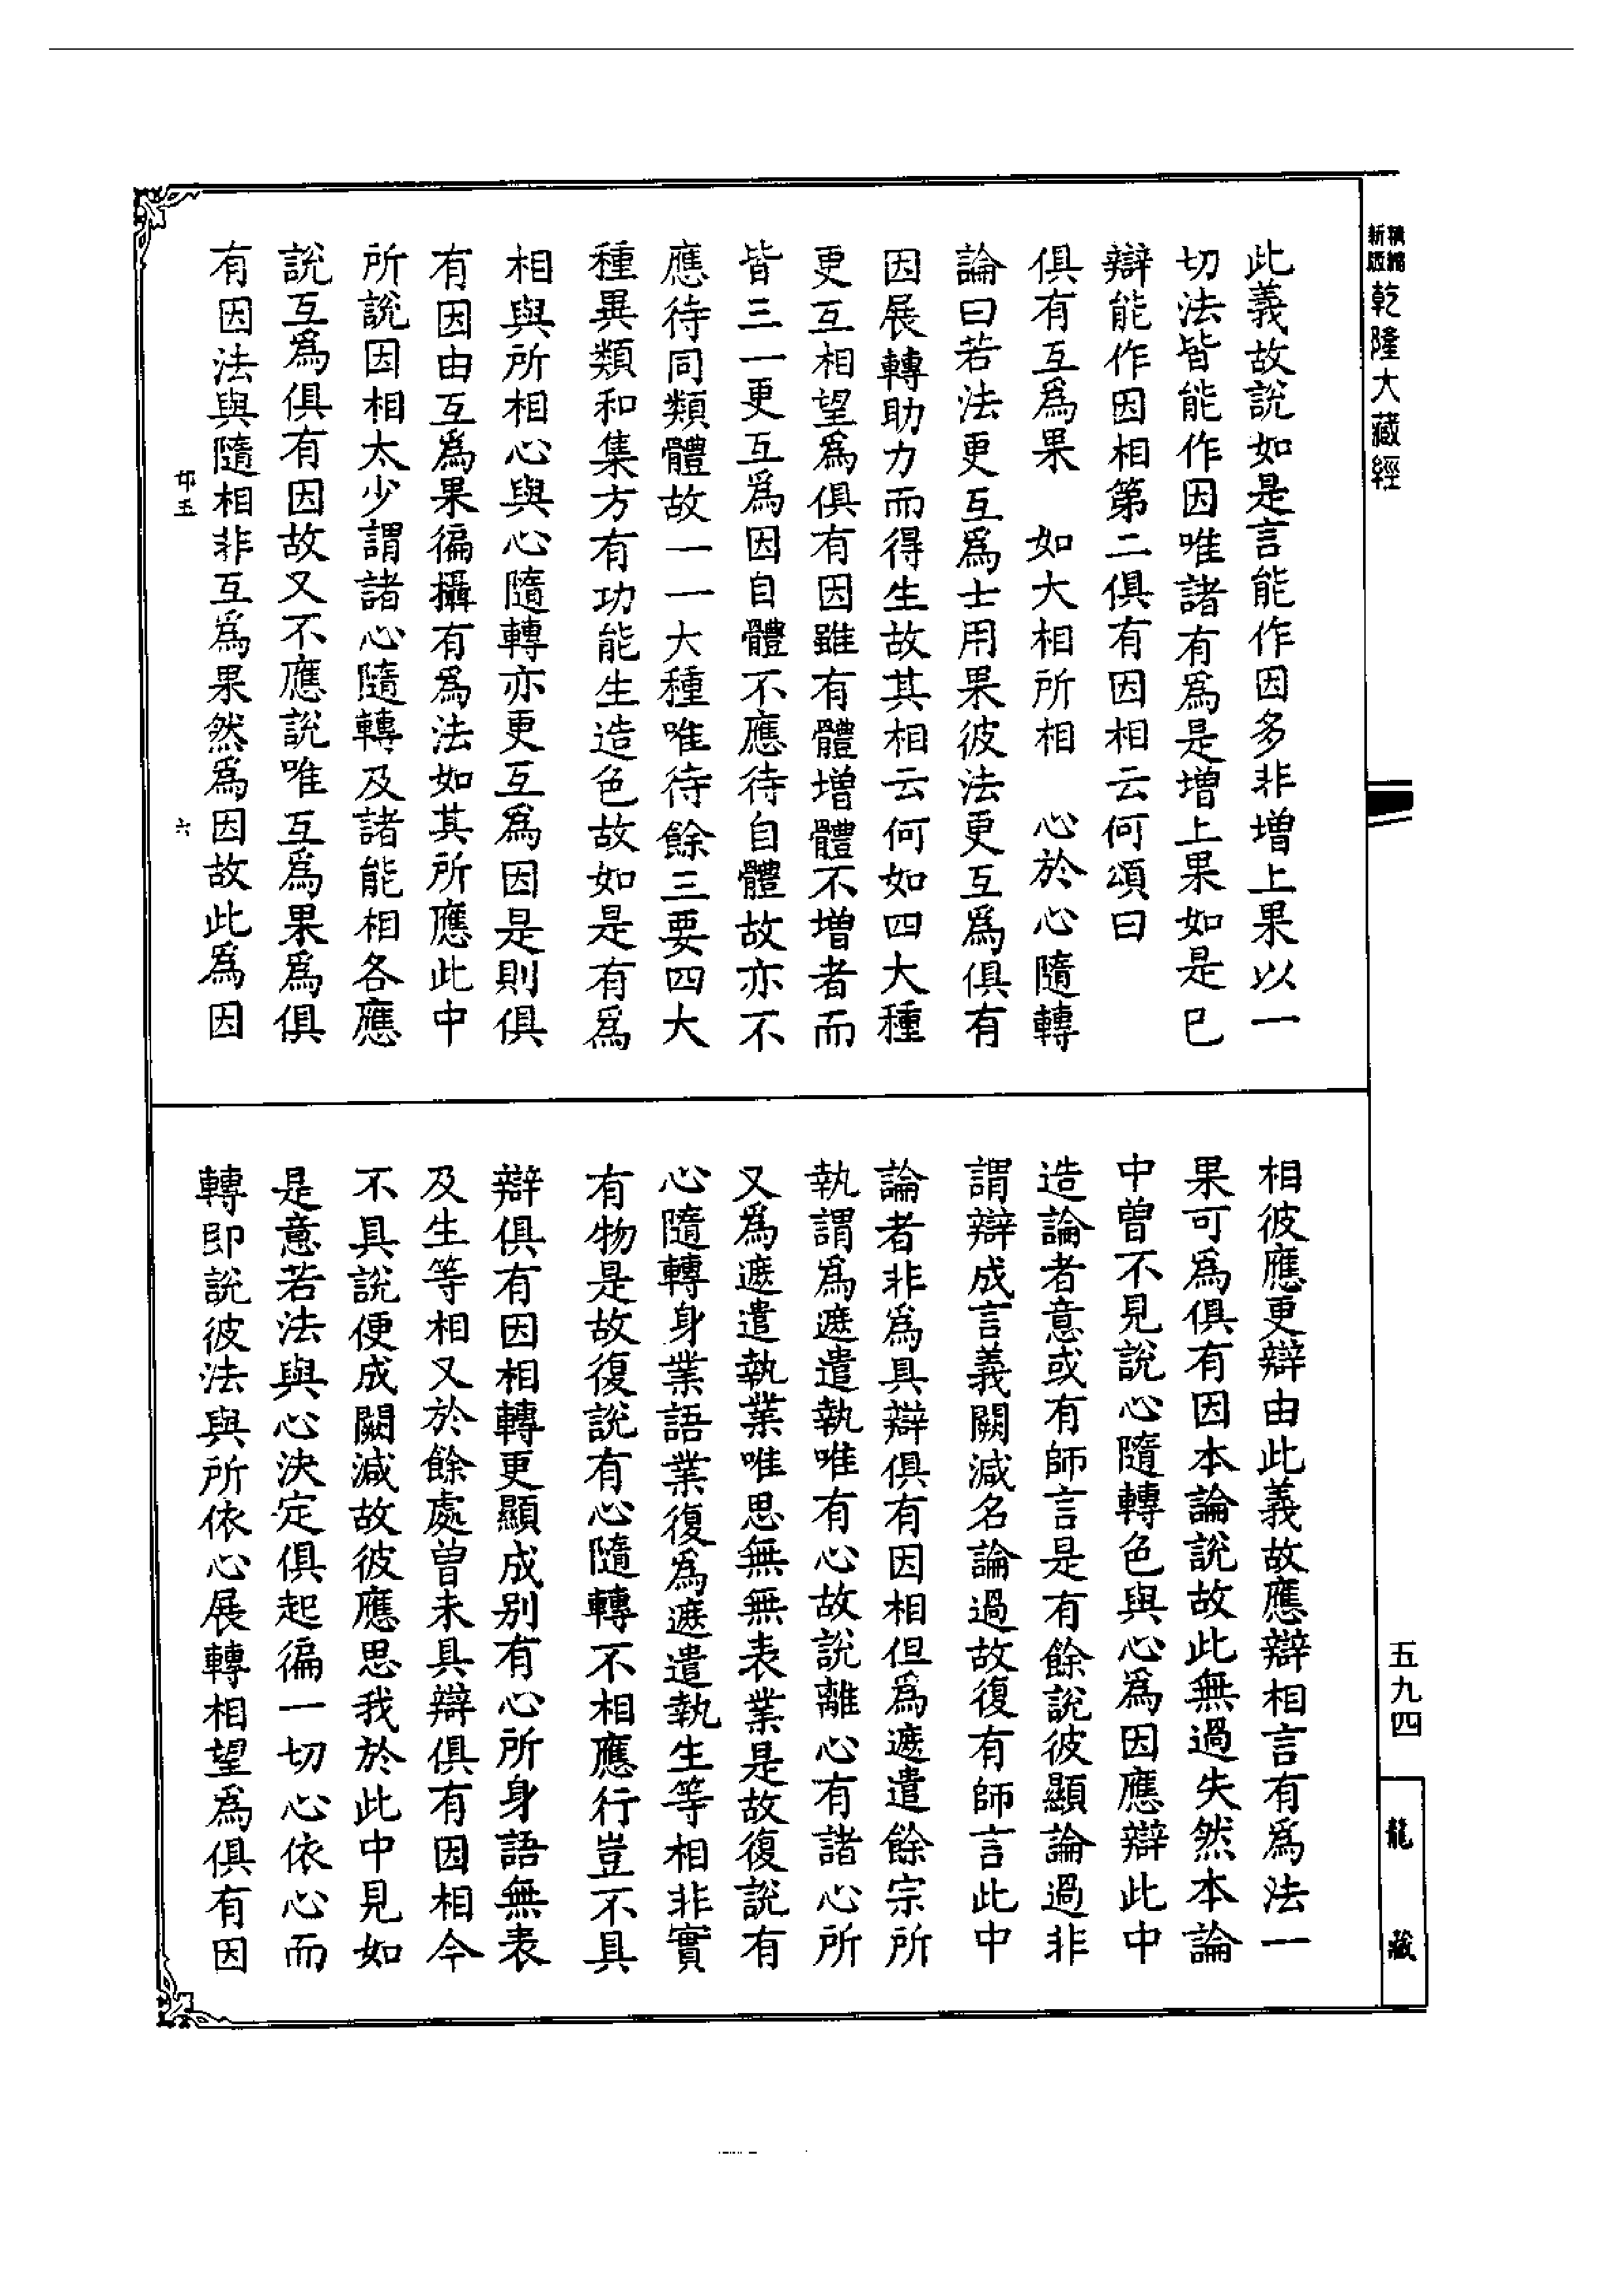 精編
新版
乾隆大藏經
此義故說如是言能作因多非增上果以一
切法皆能作因唯諸有爲是增上果如是已
辯能作因相第二俱有因相云何頌曰
俱有互爲果　如大相所相　心於心隨轉
論曰若法更互爲士用果彼法更互爲俱有
因展轉助力而得生故其相云何如四大種
更互相望爲俱有因雖有體增體不增者而
皆三一更互爲因自體不應待自體故亦不
應待同類體故一一大種唯待餘三要四大
種異類和集方有功能生造色故如是有爲
相與所相心與心隨轉亦更互爲因是則俱
有因由互爲果徧攝有爲法如其所應此中
所說因相太少謂諸心隨轉及諸能相各應
說互爲俱有因故又不應說唯互爲果爲俱
有因法與隨相非互爲果然爲因故此爲因
六
相彼應更辯由此義故應辯相言有爲法一
果可爲俱有因本論說故此無過失然本論
中曾不見說心隨轉色與心爲因應辯此中
造論者意或有師言是有餘說彼顯論過非
謂辯成言義闕減名論過故復有師言此中
論者非爲具辯俱有因相但爲遮遣餘宗所
執謂爲遮遣執唯有心故說離心有諸心所
又爲遮遣執業唯思無無表業是故復說有
心隨轉身業語業復爲遮遣執生等相非實
有物是故復說有心隨轉不相應行豈不具
辯俱有因相轉更顯成別有心所身語無表
及生等相又於餘處曾未具辯俱有因相今
不具說便成闕減故彼應思我於此中見如
是意若法與心決定俱起徧一切心依心而
轉即說彼法與所依心展轉相望爲俱有因
五九四
龍藏